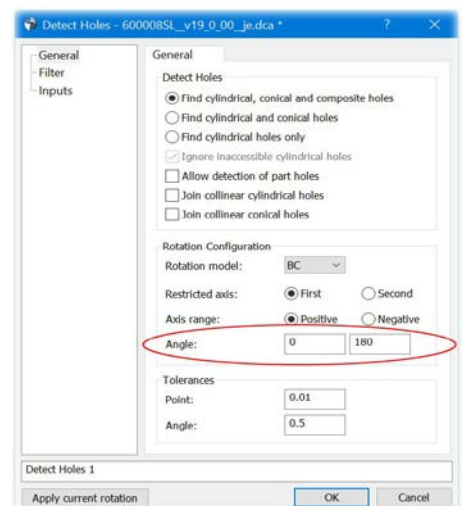 Detect Holes - 600008SL_v19_0_00_je.dca *
General
Filter
Inputs
General
Detect Holes
Find cylindrical, conical and composite holes
Find cylindrical and conical holes
Find cylindrical holes only
Ignore inaccessible cylindrical holes
Allow detection of part holes
Join collinear cylindrical holes
Join collinear conical holes
Rotation Configuration
Rotation model: BC
Restricted axis: First Second
Axis range: Positive Negative
Angle: 0 180
Tolerances
Point: 0.01
Angle: 0.5
Detect Holes 1
Apply current rotation OK Cancel